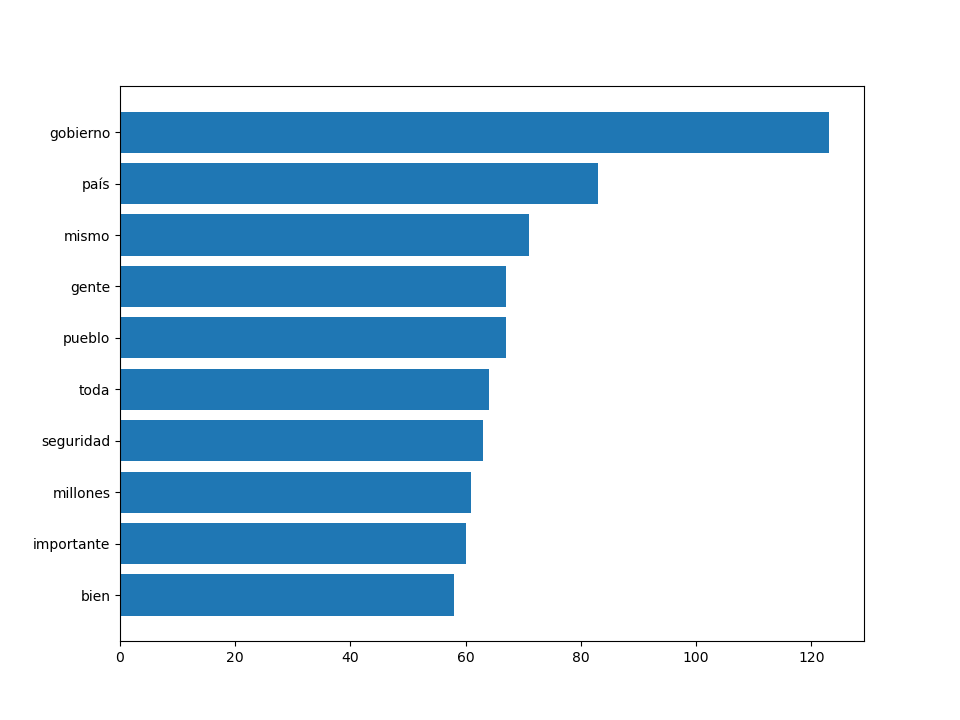 gobierno
país
mismo
gente
pueblo
toda
seguridad
millones
importante
bien
0 20 40 60 80 100 120